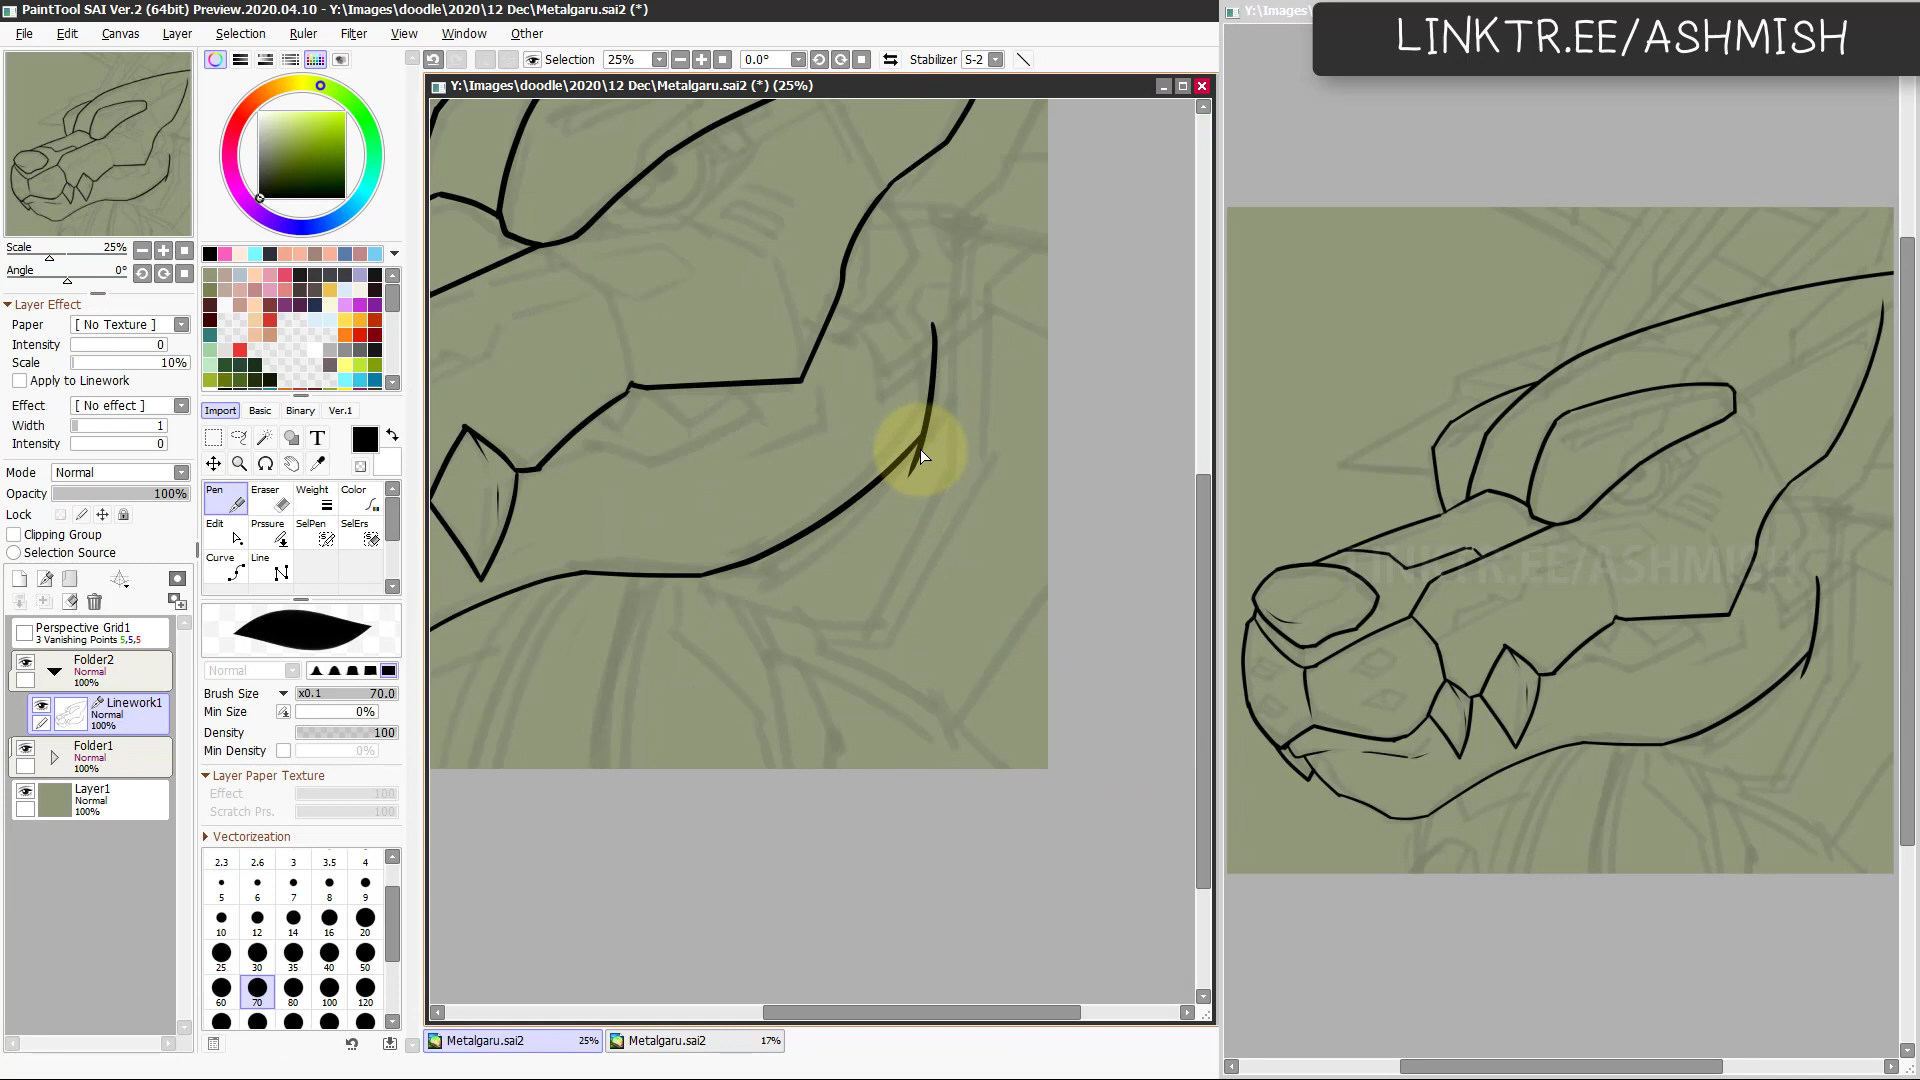 PaintTool SAI Ver.2 (64bit) Preview.2020.04.10 - Y:\Images\doodle\2020\12 Dec\Metalgaru.sai2 (*)
Y:\Images\
LINKTR.EE/ASHMISH
File Edit Canvas Layer Selection Ruler Filter View Window Other
Selection 25% 0.0° Stabilizer S-2
Y:\Images\doodle\2020\12 Dec\Metalgaru.sai2 (*) (25%)
Scale 25%
Angle 0°
Layer Effect
Paper [ No Texture ]
Intensity 0
Scale 10%
Apply to Linework
Effect [ No effect ]
Width 1
Intensity 0
Mode Normal
Opacity 100%
Lock
Clipping Group
Selection Source
Perspective Grid1
3 Vanishing Points 5,5,5
Folder2
Normal
100%
Linework1
Normal
100%
Folder1
Normal
100%
Layer1
Normal
100%
Import Basic Binary Ver.1
T
Pen Eraser Weight Color
Edit Prssure SelPen SelErs
Curve Line
Normal
Brush Size x0.1 70.0
Min Size 0%
Density 100
Min Density 0%
Layer Paper Texture
Effect 100
Scratch Prs. 100
Vectorizeation
2.3 2.6 3 3.5 4
5 6 7 8 9
10 12 14 16 20
25 30 35 40 50
60 70 80 100 120
Metalgaru.sai2 25% Metalgaru.sai2 17%
LINKTR.EE/ASHMISH